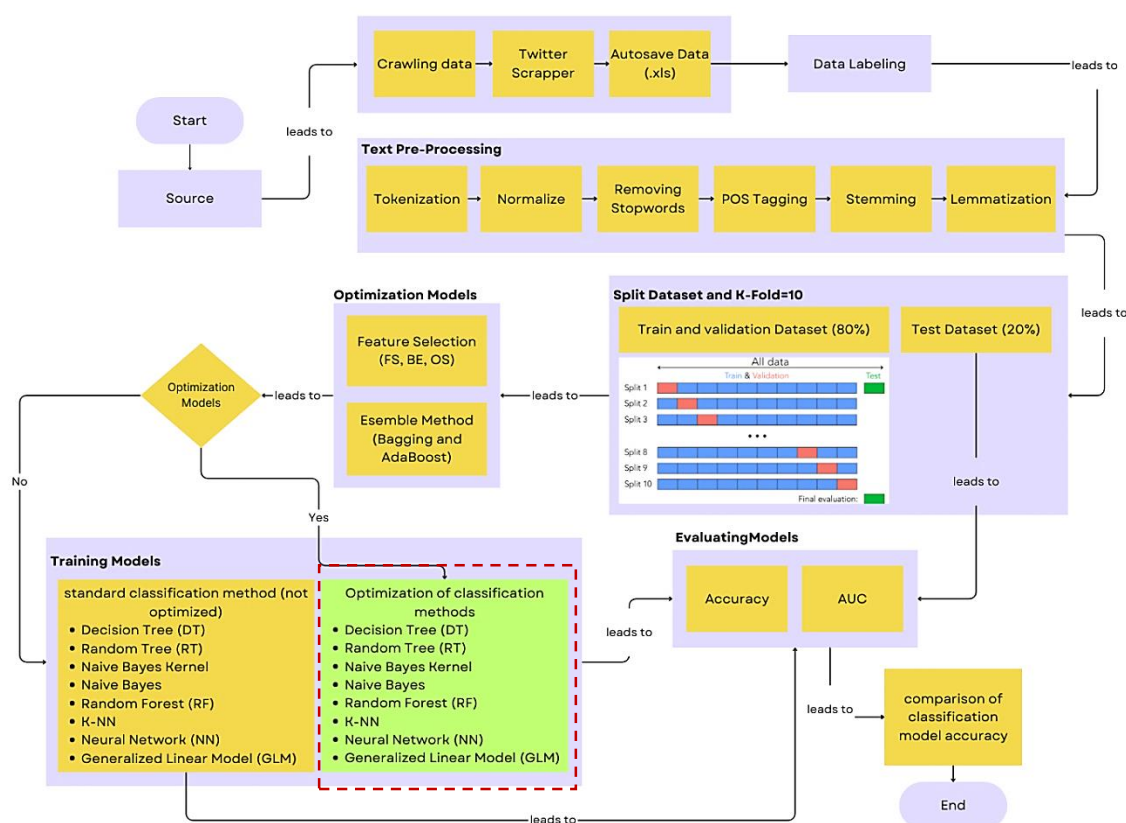 Start
Source
leads to
Crawling data
Twitter
Scrapper
Autosave Data
(.xls)
Data Labeling
leads to
Text Pre-Processing
Tokenization
Normalize
Removing
Stopwords
POS Tagging
Stemming
Lemmatization
leads to
Split Dataset and K-Fold=10
Train and validation Dataset (80%)
Test Dataset (20%)
All data
Train & Validation
Test
Split 1
Split 2
Split 3
•••
Split 8
Split 9
Split 10
Final evaluation:
leads to
leads to
Optimization Models
Feature Selection
(FS, BE, OS)
Esemble Method
(Bagging and
AdaBoost)
leads to
Optimization
Models
No
Yes
Training Models
standard classification method (not
optimized)
• Decision Tree (DT)
• Random Tree (RT)
• Naive Bayes Kernel
• Naive Bayes
• Random Forest (RF)
• K-NN
• Neural Network (NN)
• Generalized Linear Model (GLM)
Optimization of classification
methods
• Decision Tree (DT)
• Random Tree (RT)
• Naive Bayes Kernel
• Naive Bayes
• Random Forest (RF)
• K-NN
• Neural Network (NN)
• Generalized Linear Model (GLM)
leads to
leads to
EvaluatingModels
Accuracy
AUC
leads to
comparison of
classification
model accuracy
End